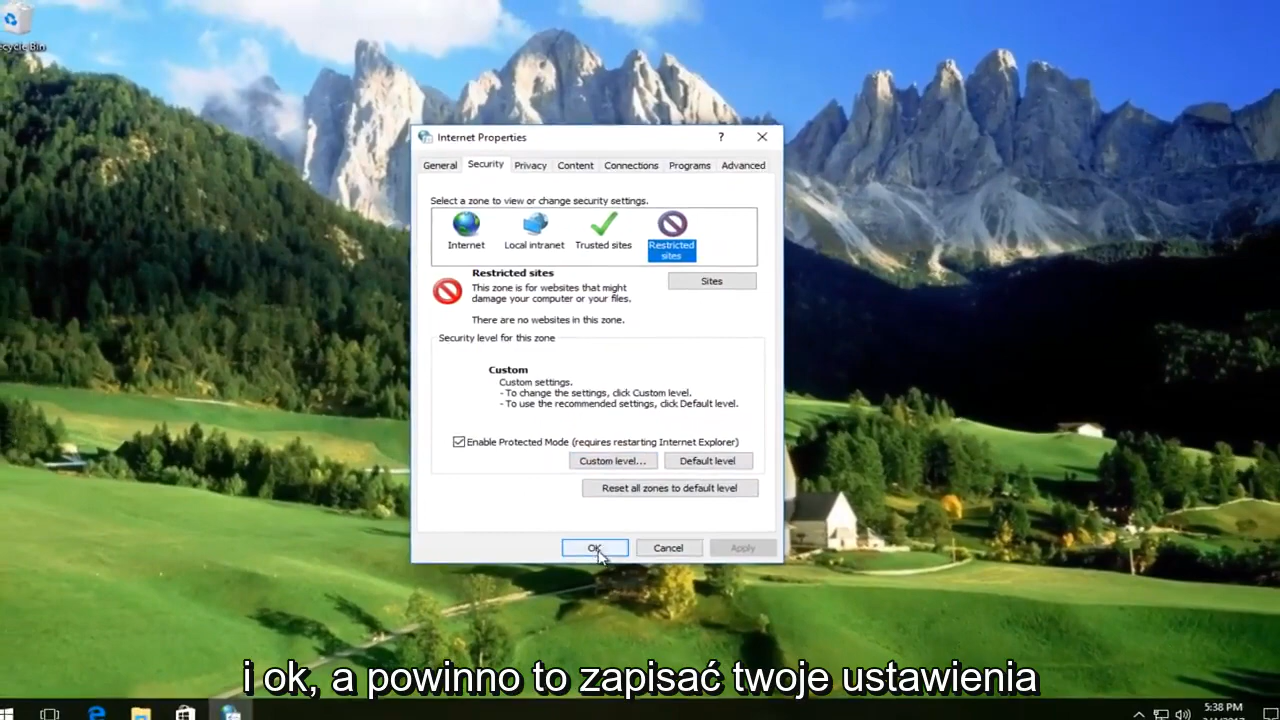 Recycle Bin
Internet Properties
?
General Security Privacy Content Connections Programs Advanced
Select a zone to view or change security settings.
Internet Local intranet Trusted sites Restricted sites
Restricted sites
This zone is for websites that might
damage your computer or your files.
Sites
There are no websites in this zone.
Security level for this zone
Custom
Custom settings.
- To change the settings, click Custom level.
- To use the recommended settings, click Default level.
Enable Protected Mode (requires restarting Internet Explorer)
Custom level... Default level
Reset all zones to default level
OK Cancel Apply
i ok, a powinno to zapisać twoje ustawienia
5:38 PM